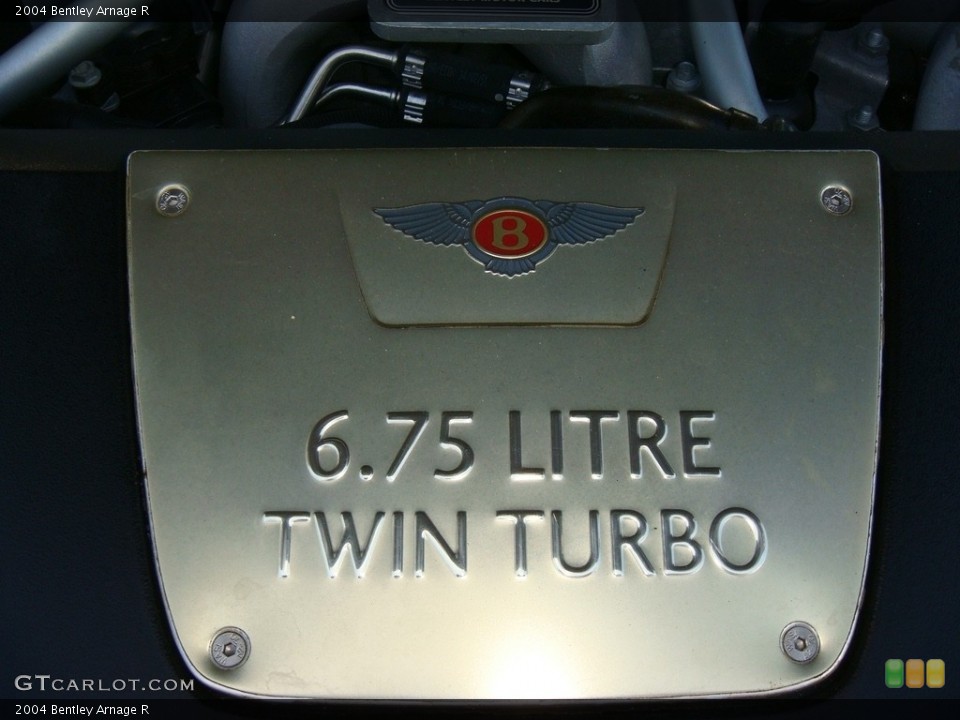 2004 Bentley Arnage R
B
6.75 LITRE
TWIN TURBO
GTCARLOT.COM
2004 Bentley Arnage R